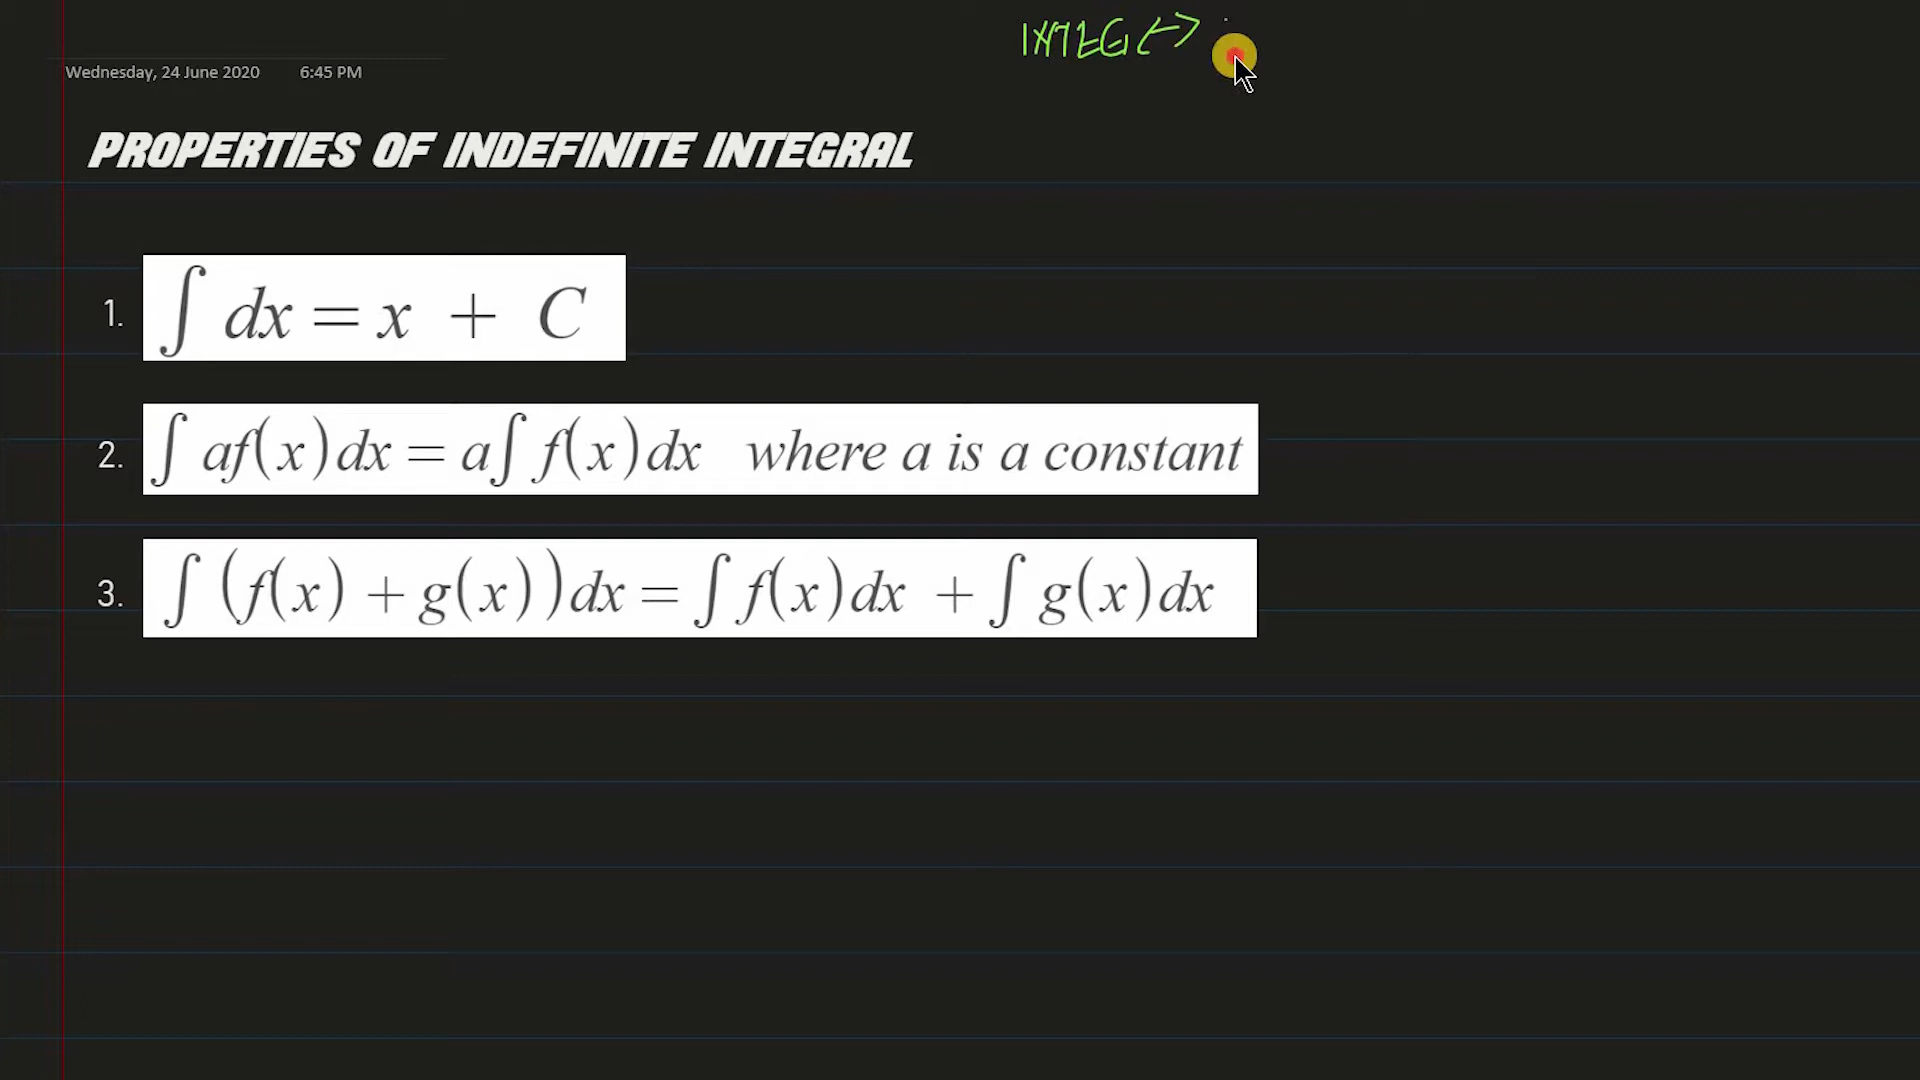 INTEG
Wednesday, 24 June 2020 6:45 PM
PROPERTIES OF INDEFINITE INTEGRAL
1. ∫ dx = x + C
2. ∫ af(x)dx = a∫ f(x)dx where a is a constant
3. ∫ (f(x) + g(x))dx = ∫ f(x)dx + ∫ g(x)dx